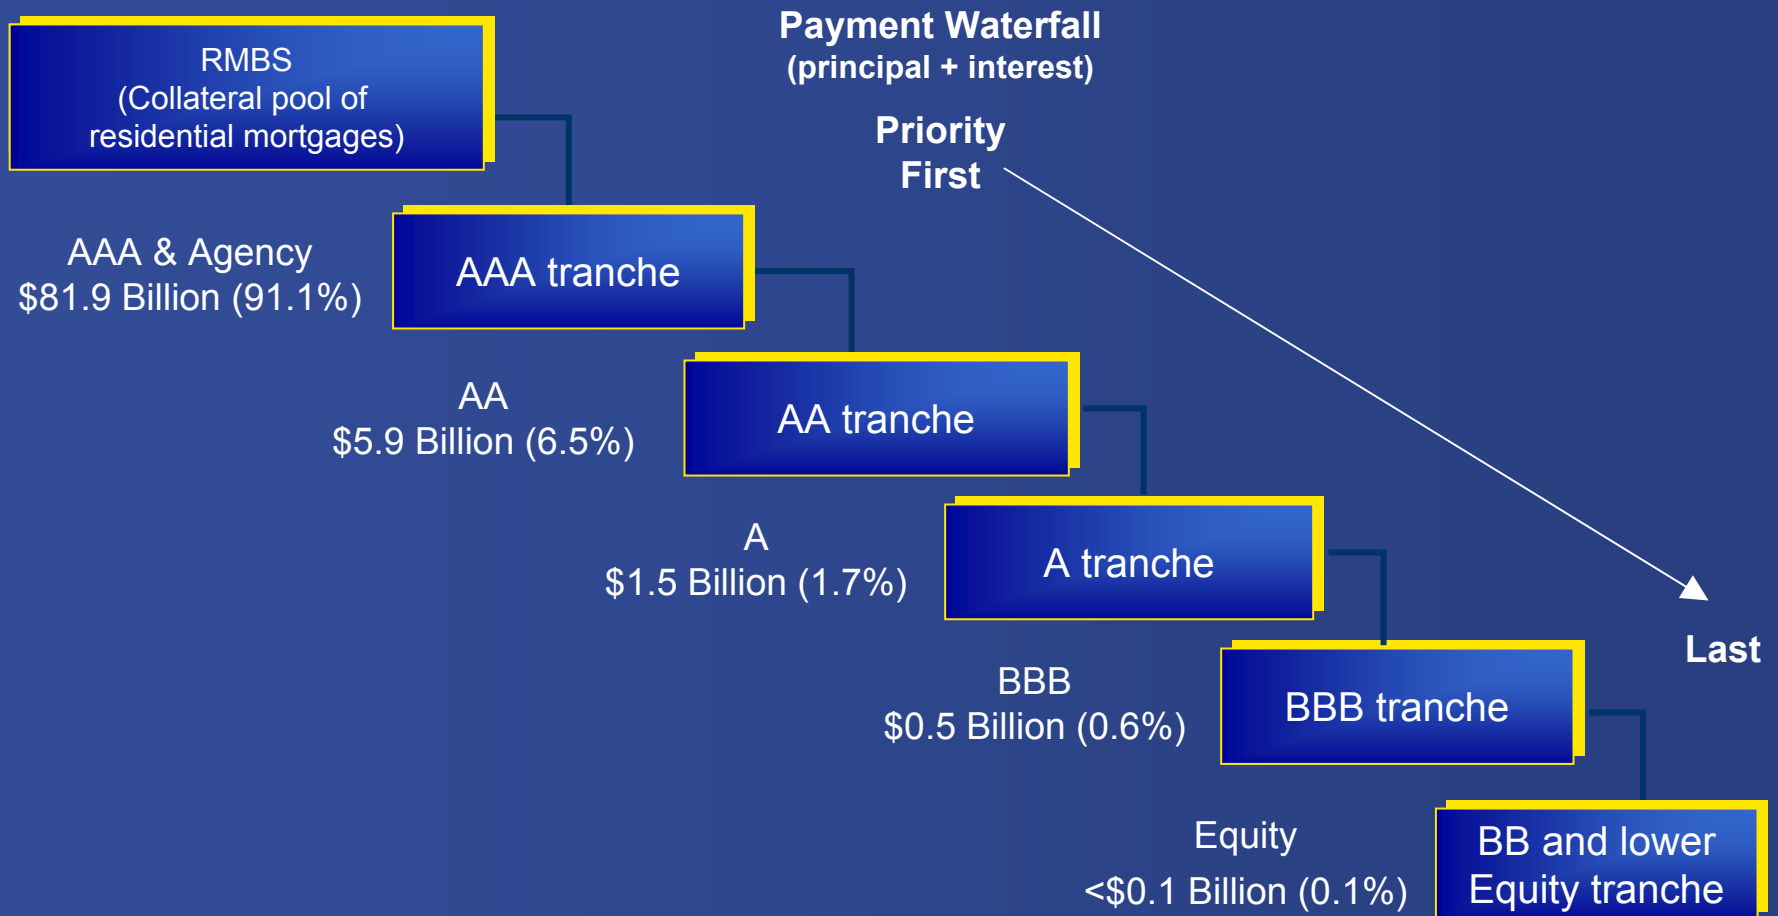 RMBS
(Collateral pool of
residential mortgages)
Payment Waterfall
(principal + interest)
Priority
First
AAA & Agency
$81.9 Billion (91.1%)
AAA tranche
AA
$5.9 Billion (6.5%)
AA tranche
A
$1.5 Billion (1.7%)
A tranche
Last
BBB
$0.5 Billion (0.6%)
BBB tranche
Equity
<$0.1 Billion (0.1%)
BB and lower
Equity tranche